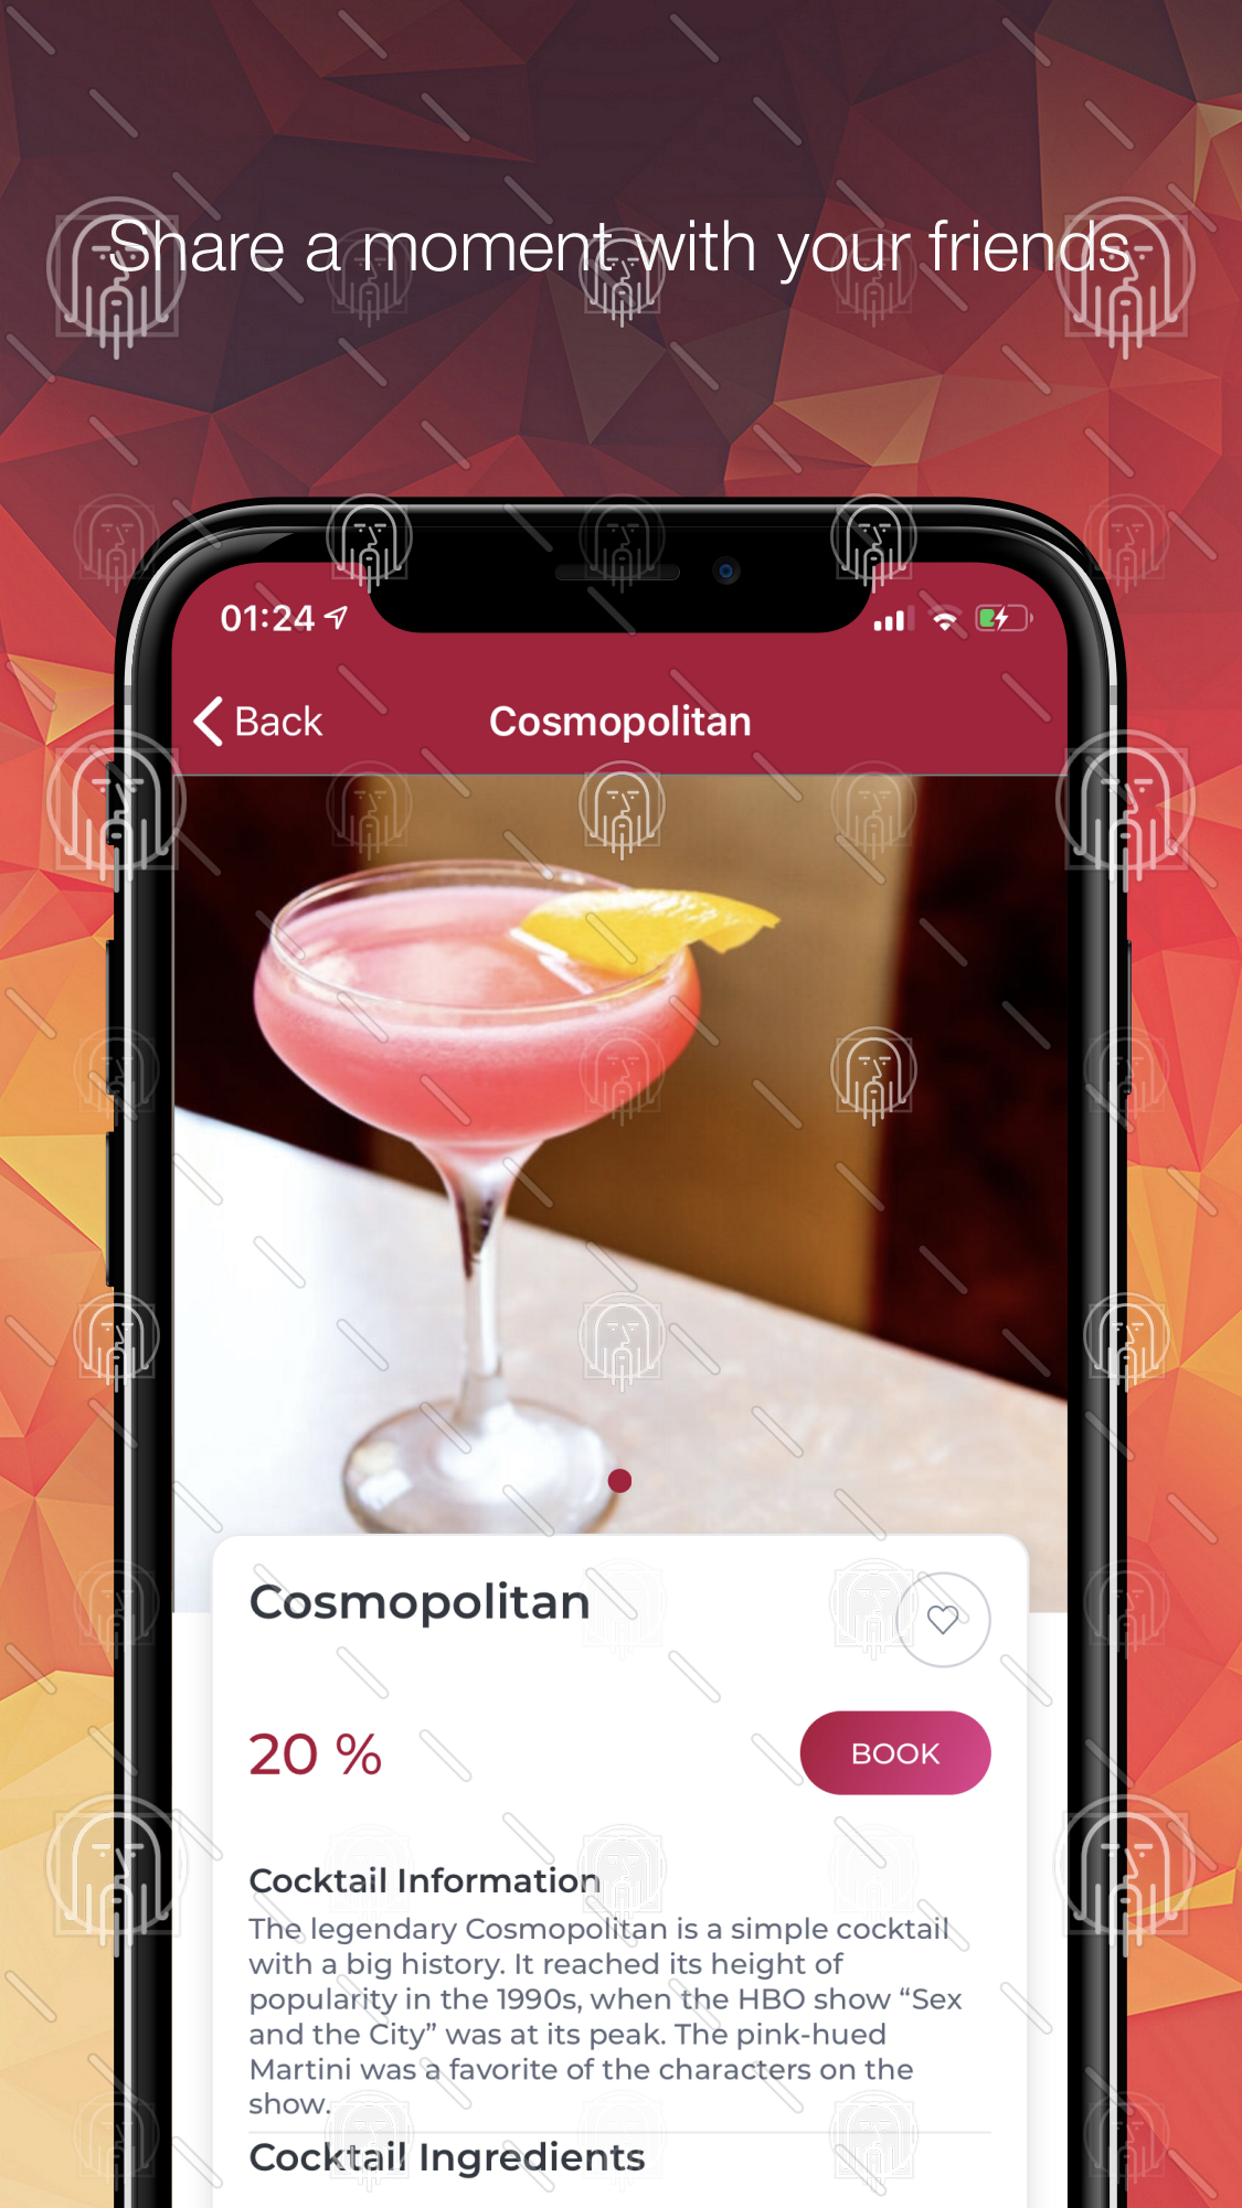 Share a moment with your friends
01:24
Back
Cosmopolitan
Cosmopolitan
20 %
BOOK
Cocktail Information
The legendary Cosmopolitan is a simple cocktail
with a big history. It reached its height of
popularity in the 1990s, when the HBO show “Sex
and the City” was at its peak. The pink-hued
Martini was a favorite of the characters on the
show.
Cocktail Ingredients